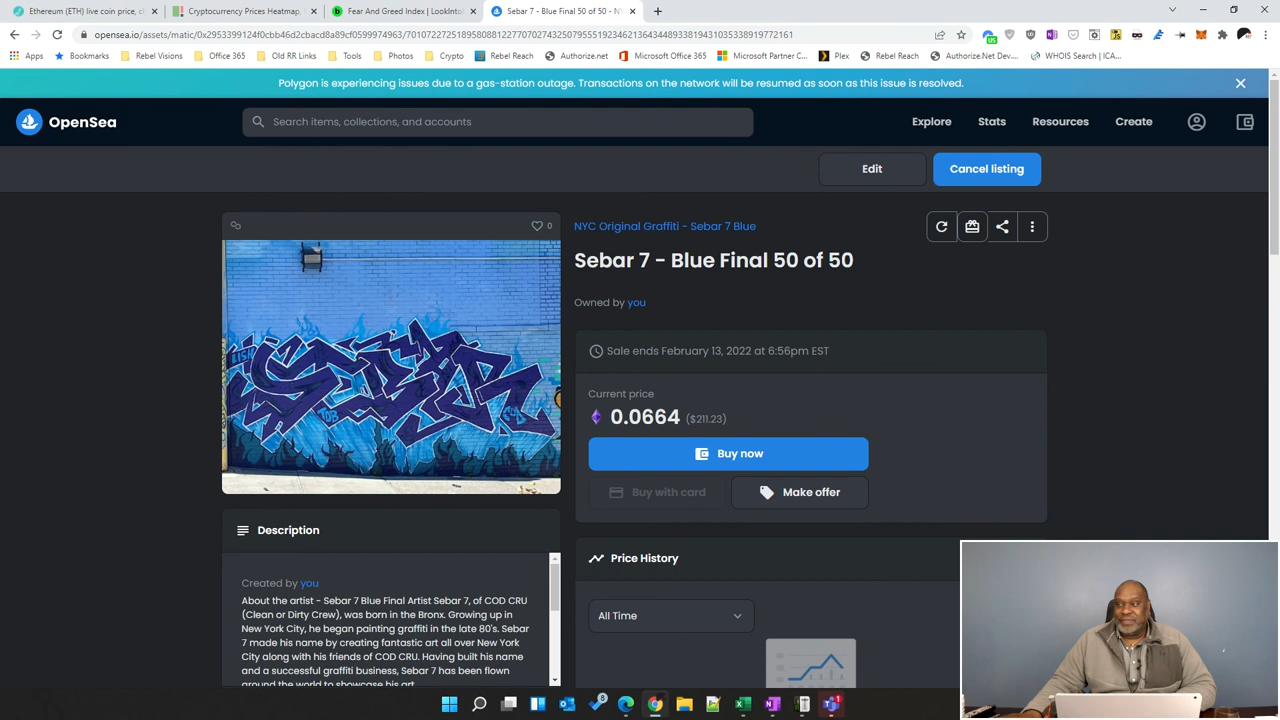 Ethereum (ETH) live coin price, c
Cryptocurrency Prices Heatmap,
Fear And Greed Index | LookInto
Sebar 7 - Blue Final 50 of 50 - N
opensea.io/assets/matic/
Apps
Bookmarks
Rebel Visions
Office 365
Old RR Links
Tools
Photos
Crypto
Rebel Reach
Authorize.net
Microsoft Office 365
Microsoft Partner C...
Plex
Rebel Reach
Authorize.Net Dev....
WHOIS Search | ICA...
Polygon is experiencing issues due to a gas-station outage. Transactions on the network will be resumed as soon as this issue is resolved.
OpenSea
Search items, collections, and accounts
Explore
Stats
Resources
Create
Edit
Cancel listing
0
NYC Original Graffiti - Sebar 7 Blue
Sebar 7 - Blue Final 50 of 50
Owned by you
Sale ends February 13, 2022 at 6:56pm EST
Current price
0.0664 ($211.23)
Buy now
Buy with card
Make offer
SEBAR
TDB
Description
Created by you
About the artist - Sebar 7 Blue Final Artist Sebar 7, of COD CRU
(Clean or Dirty Crew), was born in the Bronx. Growing up in
New York City, he began painting graffiti in the late 80's. Sebar
7 made his name by creating fantastic art all over New York
City along with his friends of COD CRU. Having built his name
and a successful graffiti business, Sebar 7 has been flown
around the world to showcase his art.
Price History
All Time